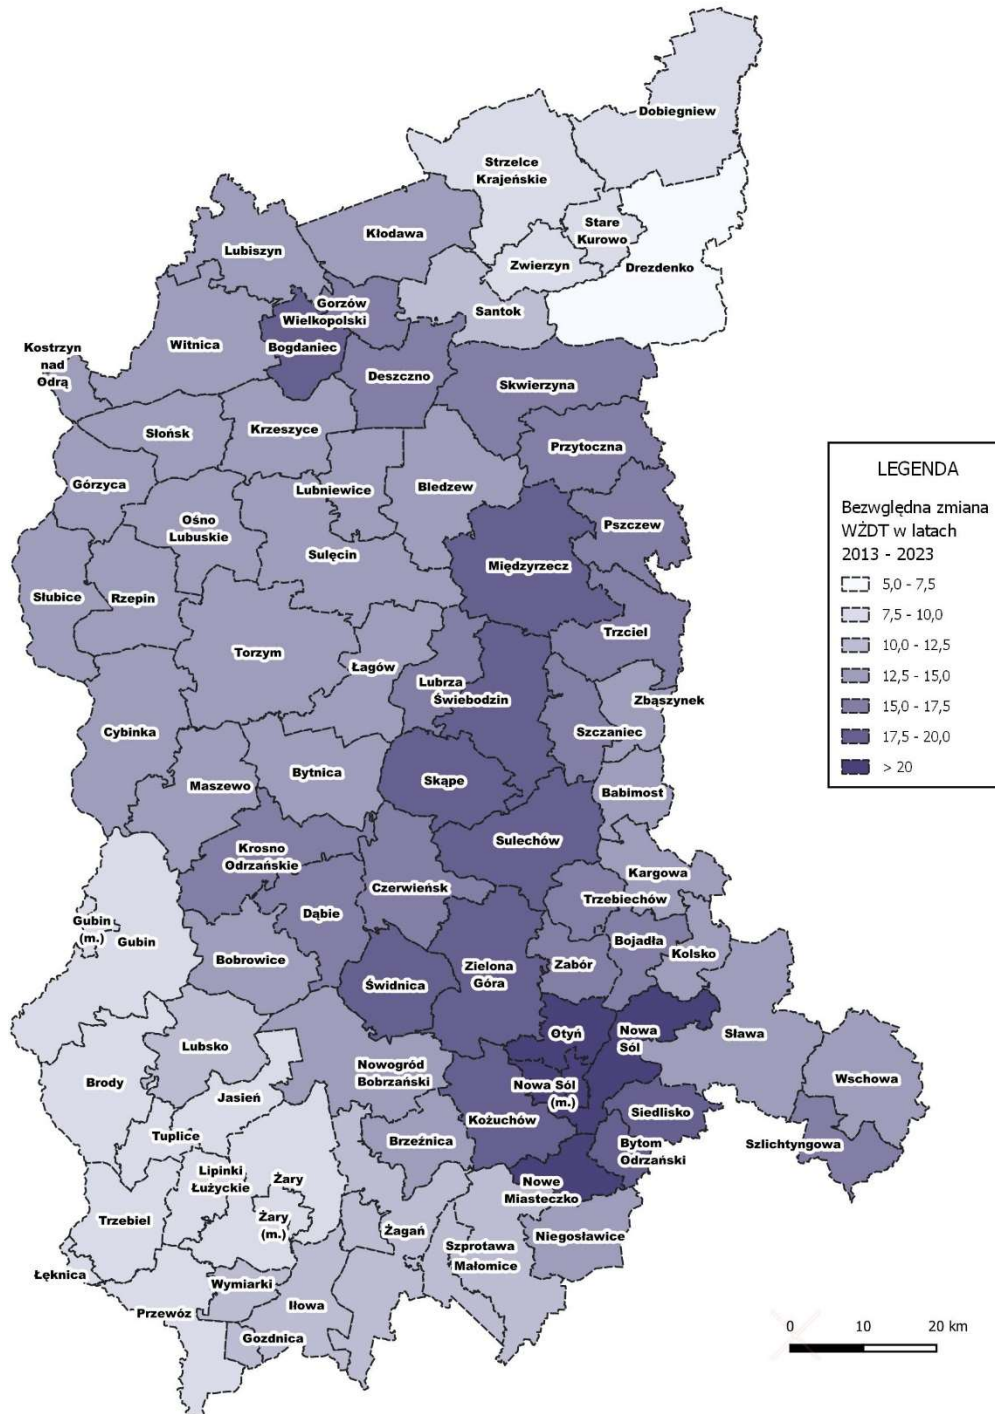 Dobiegniew
Strzelce
Krajeńskie
Stare
Kurowo
Kłodawa
Lubiszyn
Zwierzyn
Drezdenko
Gorzów
Wielkopolski
Santok
Bogdaniec
Witnica
Kostrzyn
nad
Odrą
Deszczno
Skwierzyna
Słońsk
Krzeszyce
Przytoczna
Górzyca
Lubniewice
Bledzew
Ośno
Lubuskie
Pszczew
Sulęcin
Międzyrzecz
Słubice
Rzepin
Torzym
Łagów
Trzciel
Lubrza
Świebodzin
Zbąszynek
Cybinka
Szczaniec
Maszewo
Bytnica
Skąpe
Babimost
Sulechów
Krosno
Odrzańskie
Kargowa
Czerwieńsk
Trzebiechów
Dąbie
Gubin
(m.)
Gubin
Bobrowice
Bojadła
Kolsko
Zabór
Zielona
Góra
Świdnica
Otyń
Nowa
Sól
Sława
Lubsko
Nowogród
Bobrzański
Wschowa
Brody
Jasień
Nowa Sól
(m.)
Kożuchów
Siedlisko
Tuplice
Brzeźnica
Bytom
Odrzański
Szlichtyngowa
Lipinki
Łużyckie
Żary
Nowe
Miasteczko
Trzebiel
Żary
(m.)
Żagań
Niegosławice
Szprotawa
Małomice
Łęknica
Wymiarki
Przewóz
Iłowa
Gozdnica
LEGENDA
Bezwględna zmiana
WŻDT w latach
2013 - 2023
5,0 - 7,5
7,5 - 10,0
10,0 - 12,5
12,5 - 15,0
15,0 - 17,5
17,5 - 20,0
> 20
0 10 20 km